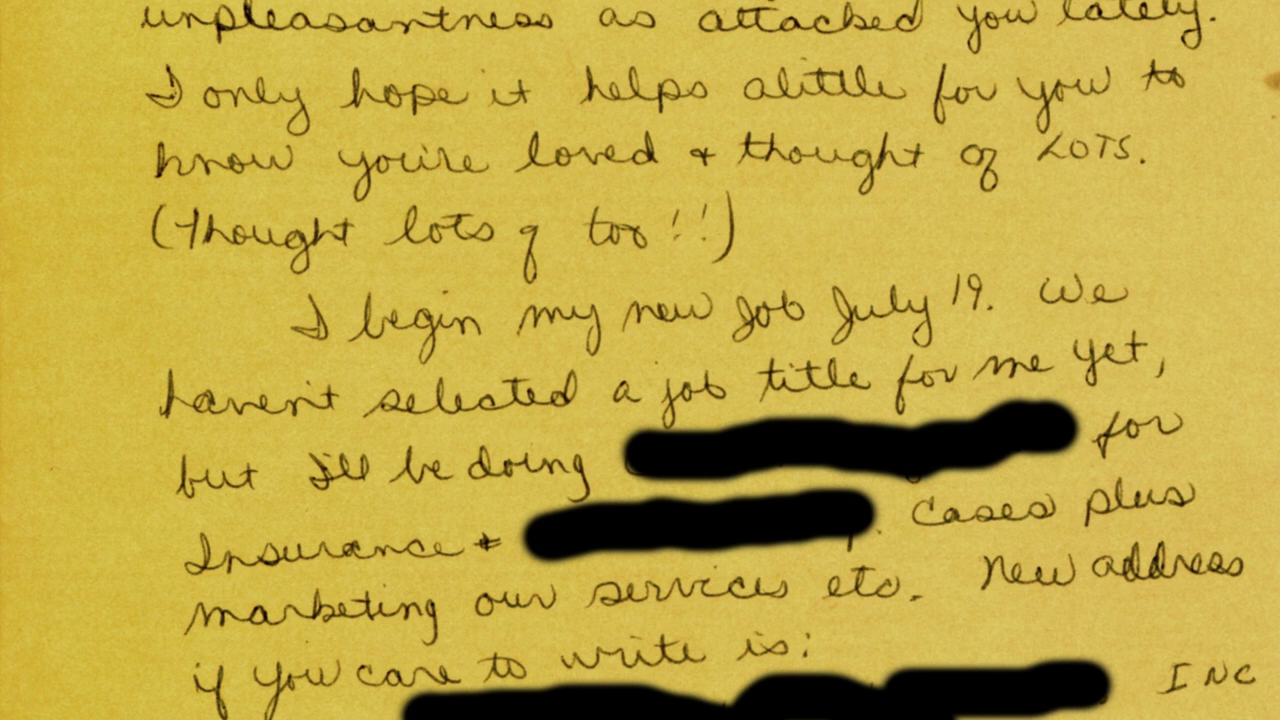 unpleasantness as attacked you lately.
I only hope it helps alittle for you to
know you're loved + thought of LOTS.
(thought lots of too!!)
I begin my new job July 19. We
haven't selected a job title for me yet,
but I'll be doing for
Insurance + Cases plus
marketing our services etc. New address
if you care to write is:
INC